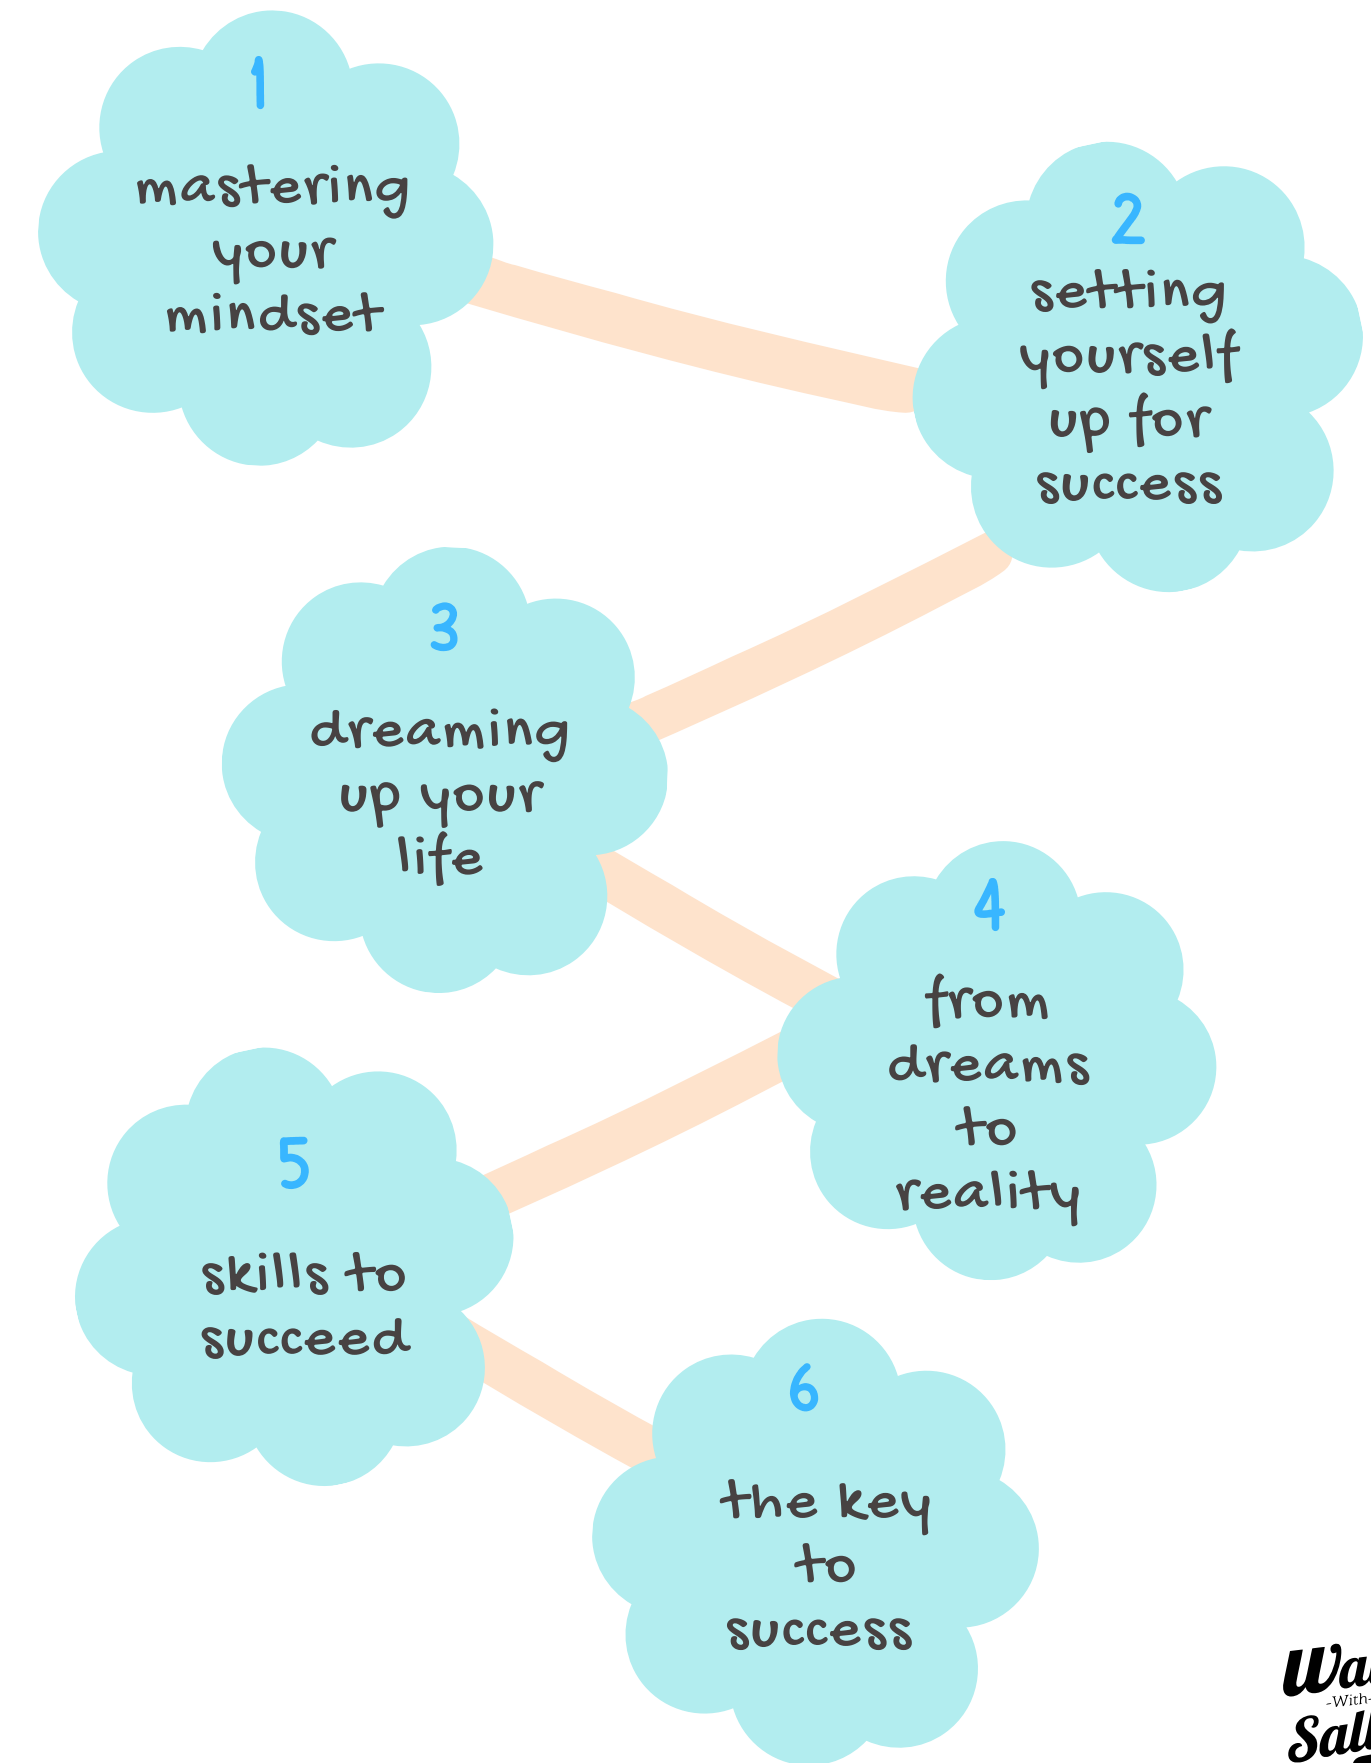 1
mastering
your
mindset
2
setting
yourself
up for
success
3
dreaming
up your
life
4
from
dreams
to
reality
5
skills to
succeed
6
the key
to
success
-With-